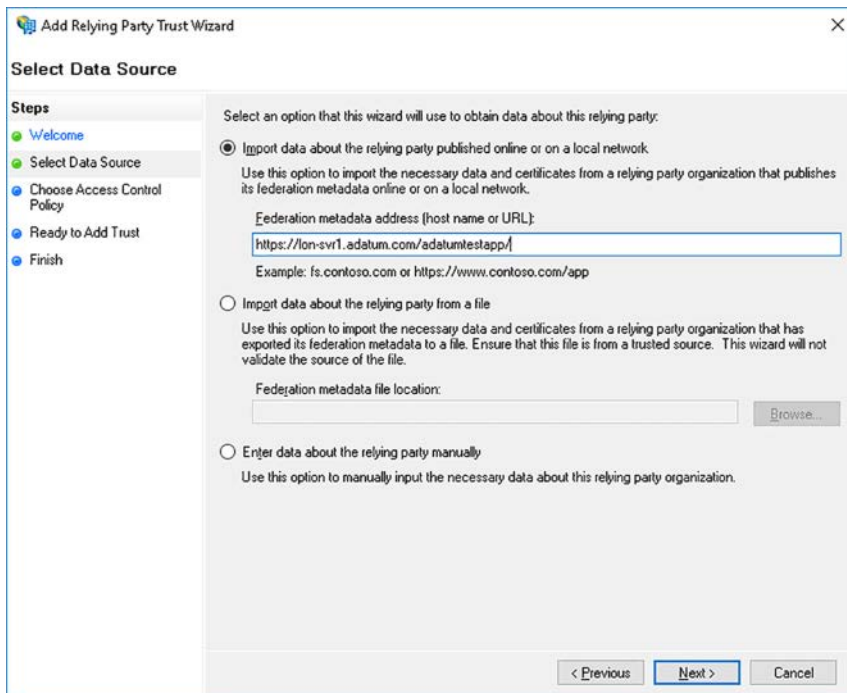 Add Relying Party Trust Wizard
Select Data Source
Steps
Welcome
Select Data Source
Choose Access Control
Policy
Ready to Add Trust
Finish
Select an option that this wizard will use to obtain data about this relying party:
Import data about the relying party published online or on a local network
Use this option to import the necessary data and certificates from a relying party organization that publishes
its federation metadata online or on a local network.
Federation metadata address (host name or URL):
https://lon-svr1.adatum.com/adatumtestapp/
Example: fs.contoso.com or https://www.contoso.com/app
Import data about the relying party from a file
Use this option to import the necessary data and certificates from a relying party organization that has
exported its federation metadata to a file. Ensure that this file is from a trusted source. This wizard will not
validate the source of the file.
Federation metadata file location:
Browse...
Enter data about the relying party manually
Use this option to manually input the necessary data about this relying party organization.
< Previous
Next >
Cancel